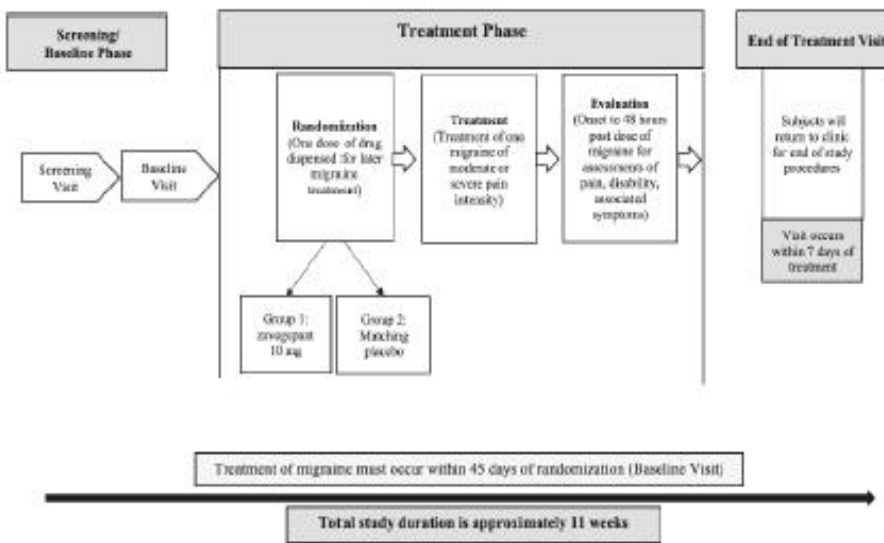 Screening/
Baseline Phase
Treatment Phase
End of Treatment Visit
Screening
Visit
Baseline
Visit
Randomization
(One dose of drug
dispensed for later
migraine
treatment)
Treatment
(Treatment of one
migraine of
moderate or
severe pain
intensity)
Evaluation
(Onset to 48 hours
post dose of
migraine for
assessments of
pain, disability,
associated
symptoms)
Subjects will
return to clinic
for end of study
procedures
Visit occurs
within 7 days of
treatment
Group 1:
zavegepant
10 mg
Group 2:
Matching
placebo
Treatment of migraine must occur within 45 days of randomization (Baseline Visit)
Total study duration is approximately 11 weeks